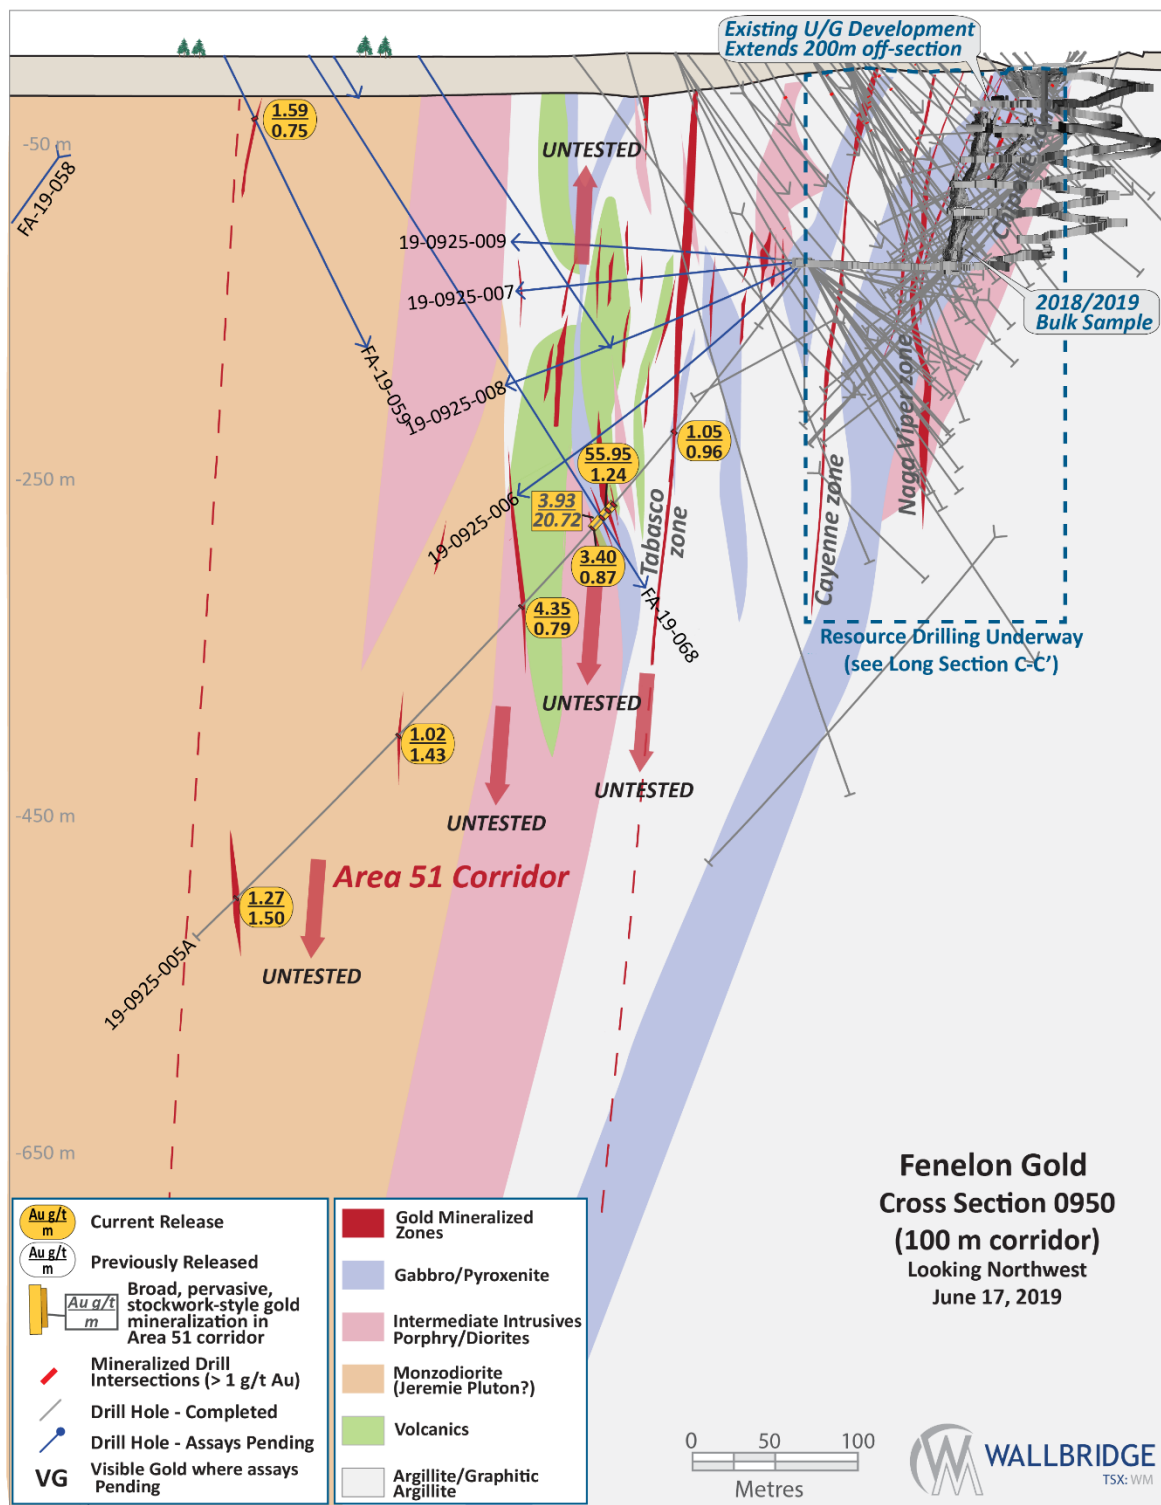 Existing U/G Development
Extends 200m off-section
1.59
0.75
-50 m
FA-19-058
UNTESTED
19-0925-009
19-0925-007
2018/2019
Bulk Sample
FA-19-059
19-0925-008
1.05
0.96
55.95
1.24
-250 m
3.93
20.72
19-0925-006
Tabasco
zone
Cayenne zone
Naga Viper zone
3.40
0.87
4.35
0.79
FA-19-068
Resource Drilling Underway
(see Long Section C-C’)
UNTESTED
1.02
1.43
UNTESTED
-450 m
UNTESTED
Area 51 Corridor
1.27
1.50
19-0925-005A
UNTESTED
-650 m
Fenelon Gold
Cross Section 0950
(100 m corridor)
Looking Northwest
June 17, 2019
Au g/t
m
Current Release
Au g/t
m
Previously Released
Au g/t
m
Broad, pervasive,
stockwork-style gold
mineralization in
Area 51 corridor
Mineralized Drill
Intersections (> 1 g/t Au)
Drill Hole - Completed
Drill Hole - Assays Pending
VG
Visible Gold where assays
Pending
Gold Mineralized
Zones
Gabbro/Pyroxenite
Intermediate Intrusives
Porphry/Diorites
Monzodiorite
(Jeremie Pluton?)
Volcanics
Argillite/Graphitic
Argillite
0 50 100
Metres
WALLBRIDGE
TSX: WM